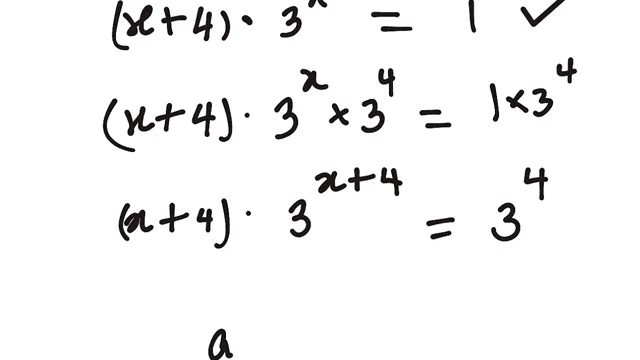 (x+4) · 3^x = 1 ✓
(x+4) · 3^x × 3^4 = 1 × 3^4
(x+4) · 3^(x+4) = 3^4
a